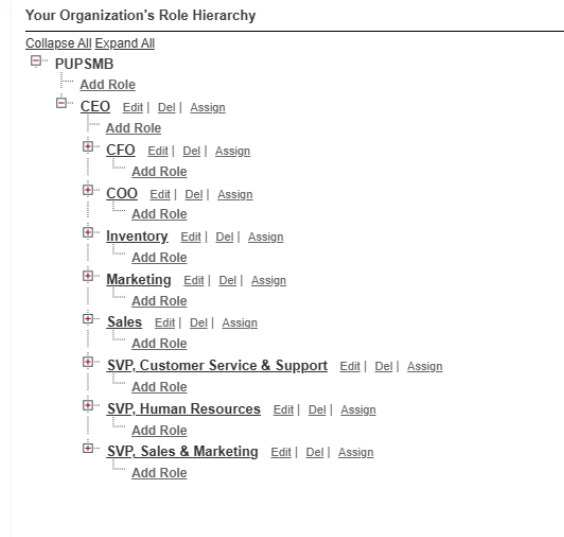 Your Organization's Role Hierarchy
Collapse All Expand All
PUPSMB
Add Role
CEO Edit | Del | Assign
Add Role
CFO Edit | Del | Assign
Add Role
COO Edit | Del | Assign
Add Role
Inventory Edit | Del | Assign
Add Role
Marketing Edit | Del | Assign
Add Role
Sales Edit | Del | Assign
Add Role
SVP, Customer Service & Support Edit | Del | Assign
Add Role
SVP, Human Resources Edit | Del | Assign
Add Role
SVP, Sales & Marketing Edit | Del | Assign
Add Role